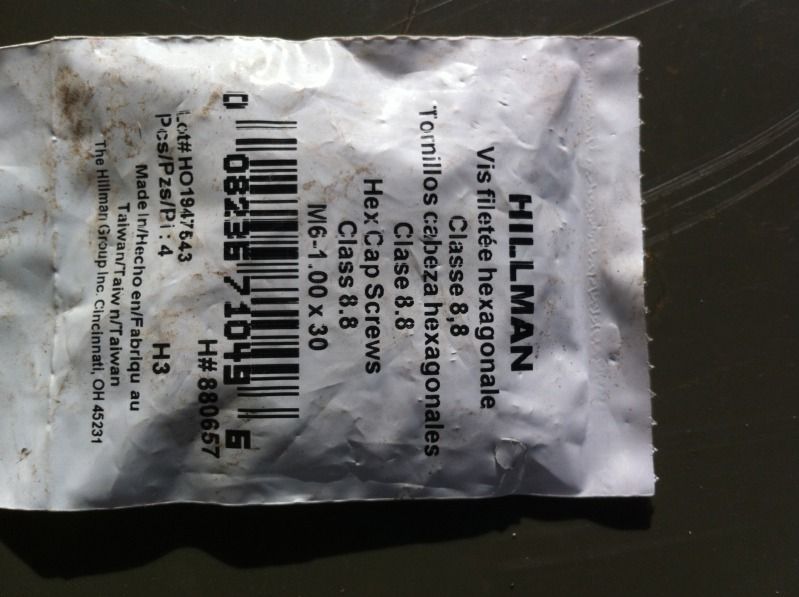 HILLMAN
Vis filetée hexagonale
Classe 8,8
Tornillos cabeza hexagonales
Clase 8.8
Hex Cap Screws
Class 8.8
M6-1.00 x 30
0 08236 71049 6
H# 880657
Lot# HO1947543
Pcs/Pzs/Pi : 4 H3
Made in/Hecho en/Fabriqu au
Taiwan/Taiw n/Taiwan
The Hillman Group Inc. Cincinnati, OH 45231